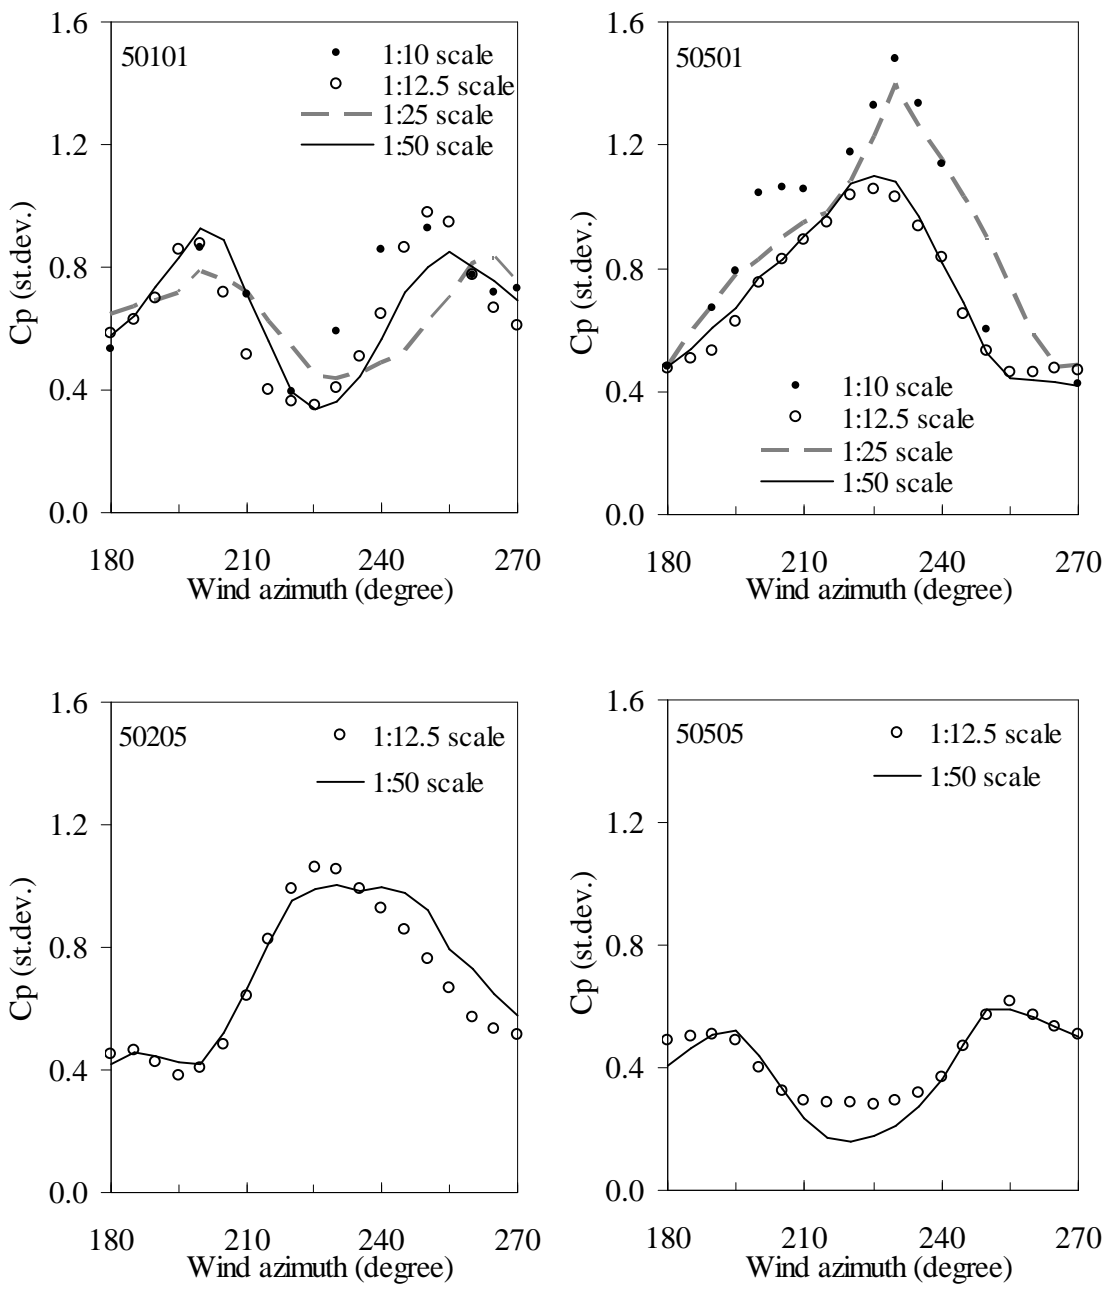 1.6
50101
1:10 scale
1:12.5 scale
1:25 scale
1:50 scale
1.2
0.8
0.4
0.0
Cp (st.dev.)
180 210 240 270
Wind azimuth (degree)
1.6
50501
1.2
0.8
0.4
0.0
1:10 scale
1:12.5 scale
1:25 scale
1:50 scale
Cp (st.dev.)
180 210 240 270
Wind azimuth (degree)
1.6
50205
1:12.5 scale
1:50 scale
1.2
0.8
0.4
0.0
Cp (st.dev.)
180 210 240 270
Wind azimuth (degree)
1.6
50505
1:12.5 scale
1:50 scale
1.2
0.8
0.4
0.0
Cp (st.dev.)
180 210 240 270
Wind azimuth (degree)